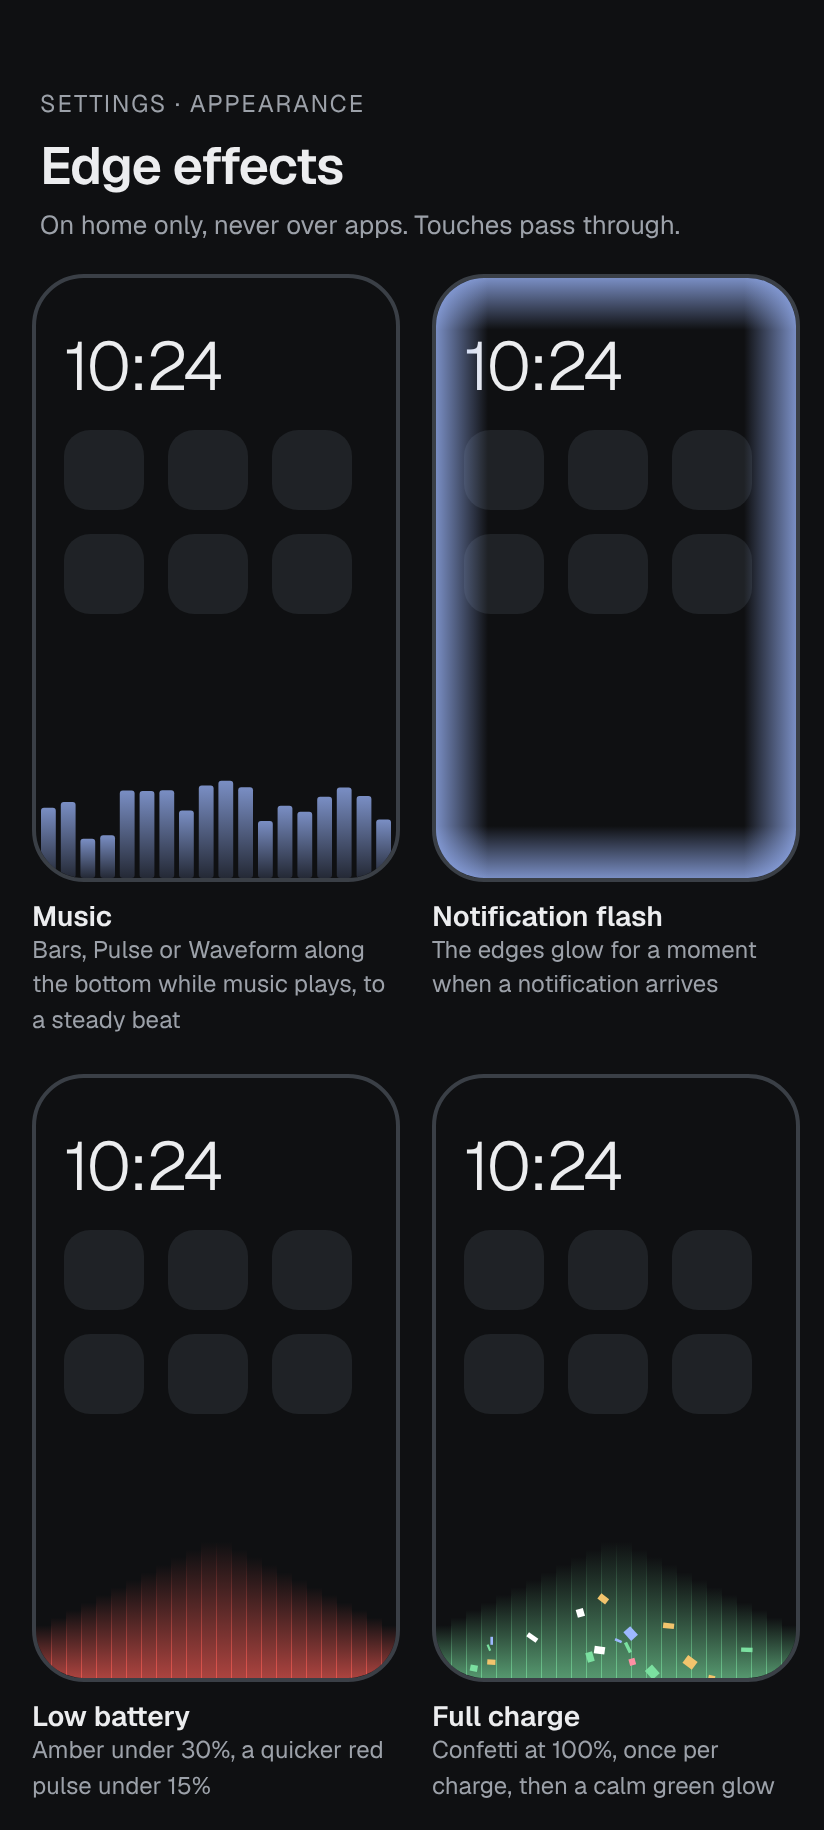 SETTINGS · APPEARANCE
Edge effects
On home only, never over apps. Touches pass through.
10:24
10:24
Music
Bars, Pulse or Waveform along
the bottom while music plays, to
a steady beat
Notification flash
The edges glow for a moment
when a notification arrives
10:24
10:24
Low battery
Amber under 30%, a quicker red
pulse under 15%
Full charge
Confetti at 100%, once per
charge, then a calm green glow